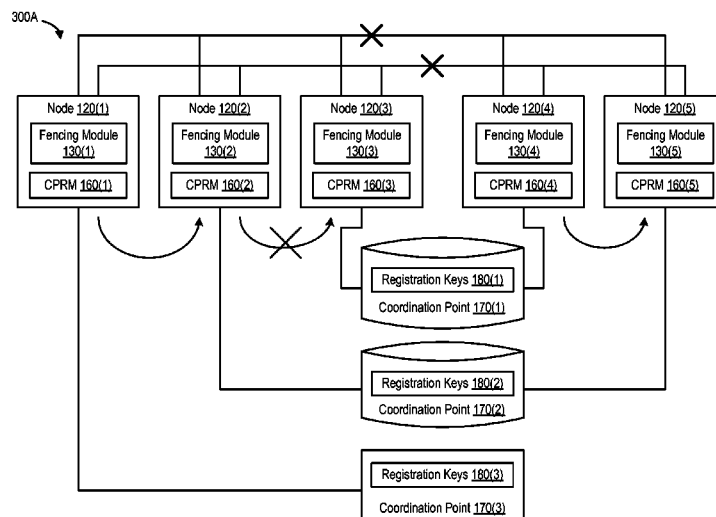 300A
Node 120(1) Node 120(2) Node 120(3) Node 120(4) Node 120(5)
Fencing Module Fencing Module Fencing Module Fencing Module Fencing Module
130(1) 130(2) 130(3) 130(4) 130(5)
CPRM 160(1) CPRM 160(2) CPRM 160(3) CPRM 160(4) CPRM 160(5)
Registration Keys 180(1)
Coordination Point 170(1)
Registration Keys 180(2)
Coordination Point 170(2)
Registration Keys 180(3)
Coordination Point 170(3)